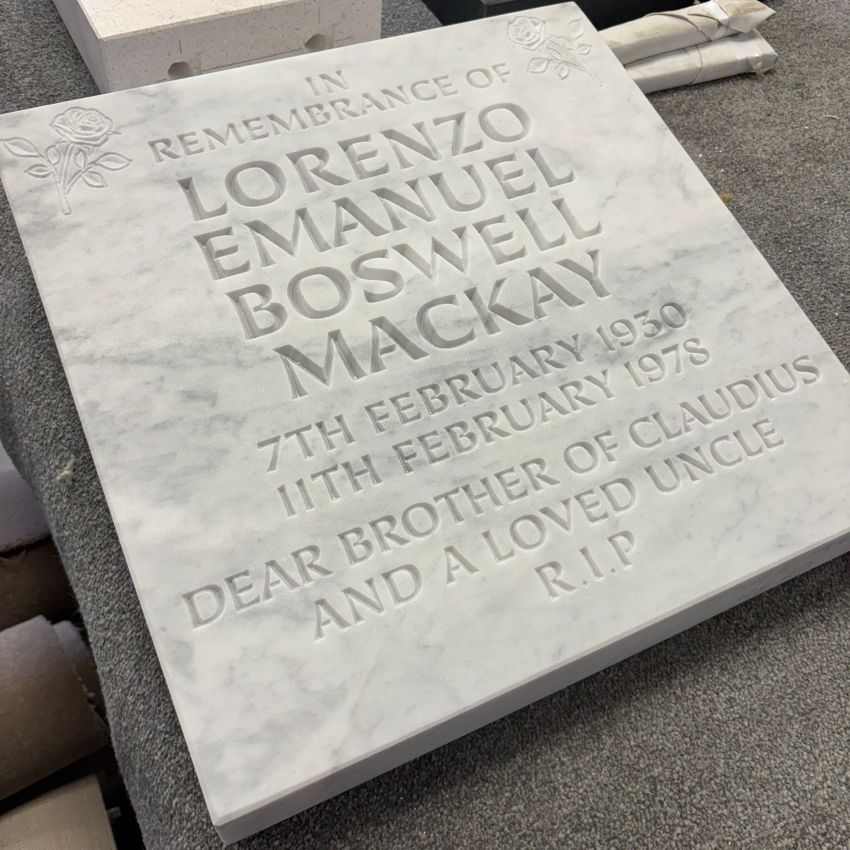 IN
REMEMBRANCE OF
LORENZO
EMANUEL
BOSWELL
MACKAY
7TH FEBRUARY 1930
11TH FEBRUARY 1978
DEAR BROTHER OF CLAUDIUS
AND A LOVED UNCLE
R.I.P